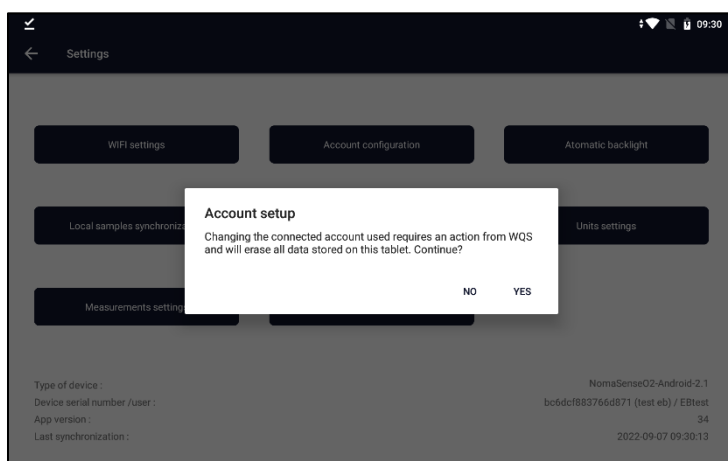 09:30
Settings
WIFI settings
Account configuration
Atomatic backlight
Local samples synchroniza
Units settings
Account setup
Changing the connected account used requires an action from WQS
and will erase all data stored on this tablet. Continue?
NO
YES
Measurements setting
Type of device :
NomaSenseO2-Android-2.1
Device serial number /user :
bc6dcf883766d871 (test eb) / EBtest
App version :
34
Last synchronization :
2022-09-07 09:30:13